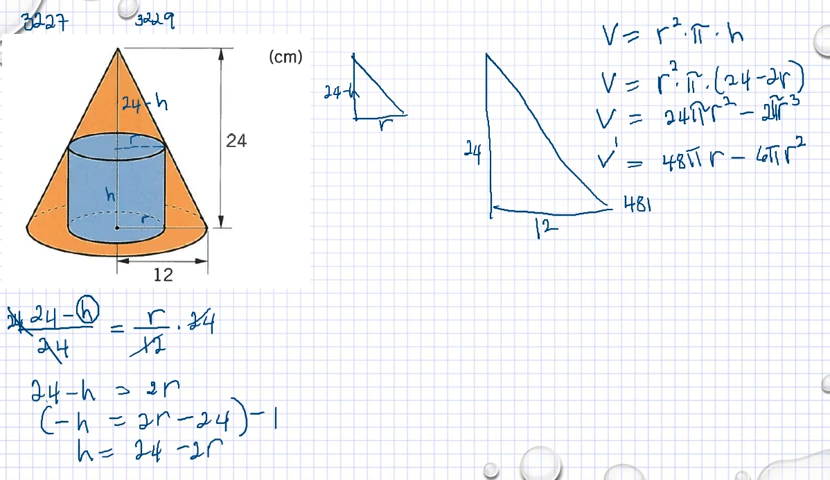 3227
3229
(cm)
24-h
r
24
h
r
12
24-h
r
24
12
481
V = r²·π·h
V = r²·π·(24-2r)
V = 24πr² - 2πr³
V' = 48πr - 6πr²
24 24-h/24 = r/12 · 24
24-h = 2r
(-h = 2r-24) -1
h = 24 -2r